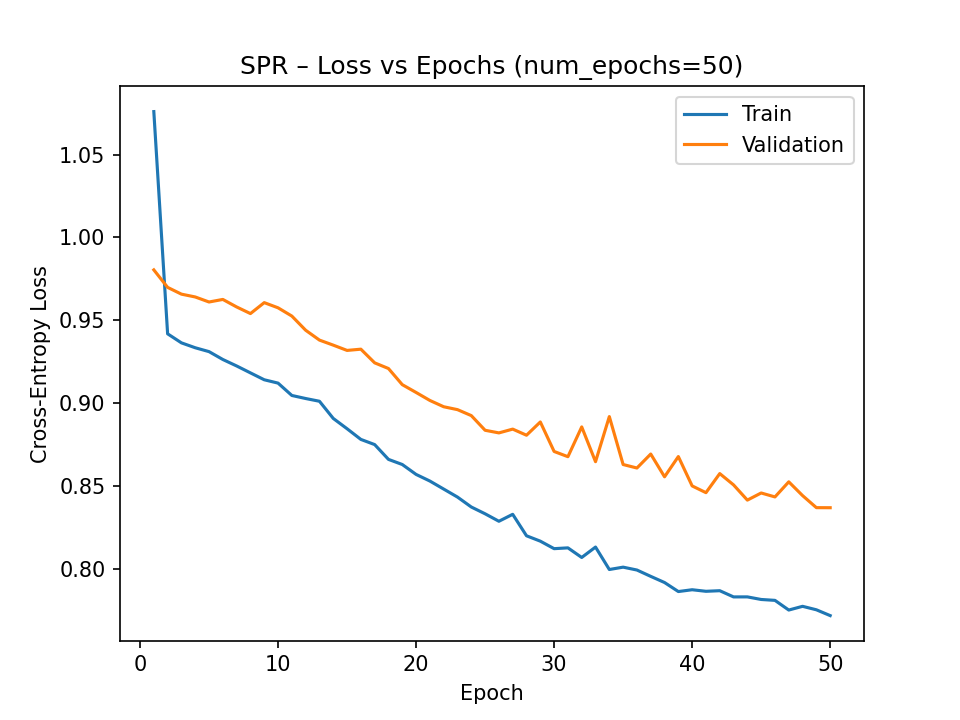 SPR – Loss vs Epochs (num_epochs=50)
Train
Validation
Cross-Entropy Loss
1.05
1.00
0.95
0.90
0.85
0.80
0 10 20 30 40 50
Epoch